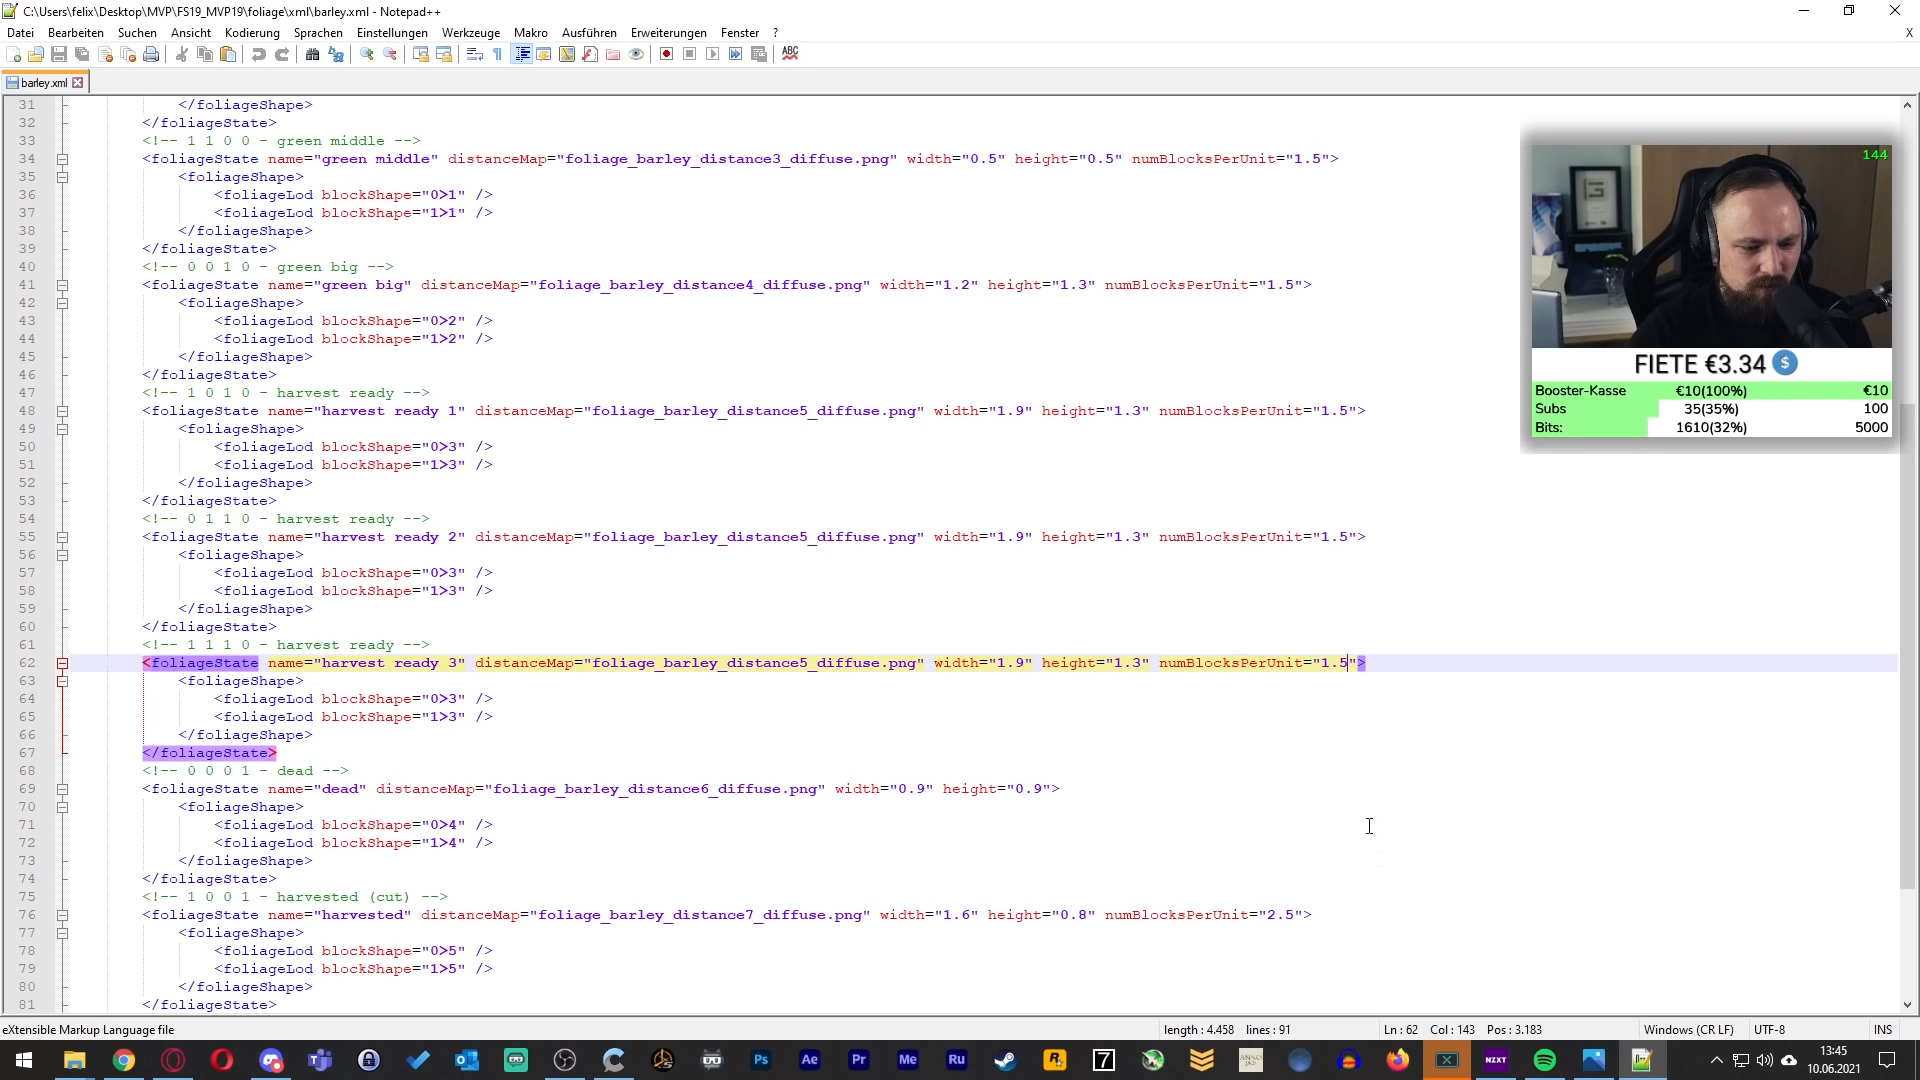 C:\Users\felix\Desktop\MVP\FS19_MVP19\foliage\xml\barley.xml - Notepad++
Datei Bearbeiten Suchen Ansicht Kodierung Sprachen Einstellungen Werkzeuge Makro Ausführen Erweiterungen Fenster ? X
ABC
barley.xml
31 </foliageShape>
32 </foliageState>
33 <!-- 1 1 0 0 - green middle -->
34 <foliageState name="green middle" distanceMap="foliage_barley_distance3_diffuse.png" width="0.5" height="0.5" numBlocksPerUnit="1.5">
35 <foliageShape>
36 <foliageLod blockShape="0>1" />
37 <foliageLod blockShape="1>1" />
38 </foliageShape>
39 </foliageState>
40 <!-- 0 0 1 0 - green big -->
41 <foliageState name="green big" distanceMap="foliage_barley_distance4_diffuse.png" width="1.2" height="1.3" numBlocksPerUnit="1.5">
42 <foliageShape>
43 <foliageLod blockShape="0>2" />
44 <foliageLod blockShape="1>2" />
45 </foliageShape>
46 </foliageState>
47 <!-- 1 0 1 0 - harvest ready -->
48 <foliageState name="harvest ready 1" distanceMap="foliage_barley_distance5_diffuse.png" width="1.9" height="1.3" numBlocksPerUnit="1.5">
49 <foliageShape>
50 <foliageLod blockShape="0>3" />
51 <foliageLod blockShape="1>3" />
52 </foliageShape>
53 </foliageState>
54 <!-- 0 1 1 0 - harvest ready -->
55 <foliageState name="harvest ready 2" distanceMap="foliage_barley_distance5_diffuse.png" width="1.9" height="1.3" numBlocksPerUnit="1.5">
56 <foliageShape>
57 <foliageLod blockShape="0>3" />
58 <foliageLod blockShape="1>3" />
59 </foliageShape>
60 </foliageState>
61 <!-- 1 1 1 0 - harvest ready -->
62 <foliageState name="harvest ready 3" distanceMap="foliage_barley_distance5_diffuse.png" width="1.9" height="1.3" numBlocksPerUnit="1.5">
63 <foliageShape>
64 <foliageLod blockShape="0>3" />
65 <foliageLod blockShape="1>3" />
66 </foliageShape>
67 </foliageState>
68 <!-- 0 0 0 1 - dead -->
69 <foliageState name="dead" distanceMap="foliage_barley_distance6_diffuse.png" width="0.9" height="0.9">
70 <foliageShape>
71 <foliageLod blockShape="0>4" />
72 <foliageLod blockShape="1>4" />
73 </foliageShape>
74 </foliageState>
75 <!-- 1 0 0 1 - harvested (cut) -->
76 <foliageState name="harvested" distanceMap="foliage_barley_distance7_diffuse.png" width="1.6" height="0.8" numBlocksPerUnit="2.5">
77 <foliageShape>
78 <foliageLod blockShape="0>5" />
79 <foliageLod blockShape="1>5" />
80 </foliageShape>
81 </foliageState>
144
FIETE €3.34 $
Booster-Kasse €10(100%) €10
Subs 35(35%) 100
Bits: 1610(32%) 5000
eXtensible Markup Language file length : 4.458 lines : 91 Ln : 62 Col : 143 Pos : 3.183 Windows (CR LF) UTF-8 INS
Ps Ae Pr Me Ru R 7 NZXT
13:45
10.06.2021